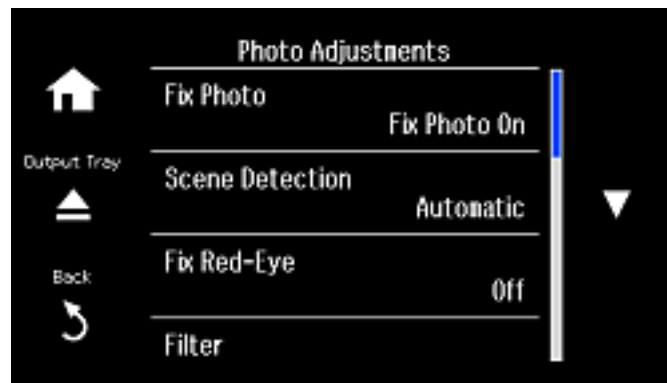 Photo Adjustments
Fix Photo
Fix Photo On
Output Tray
Scene Detection
Automatic
Back
Fix Red-Eye
Off
Filter